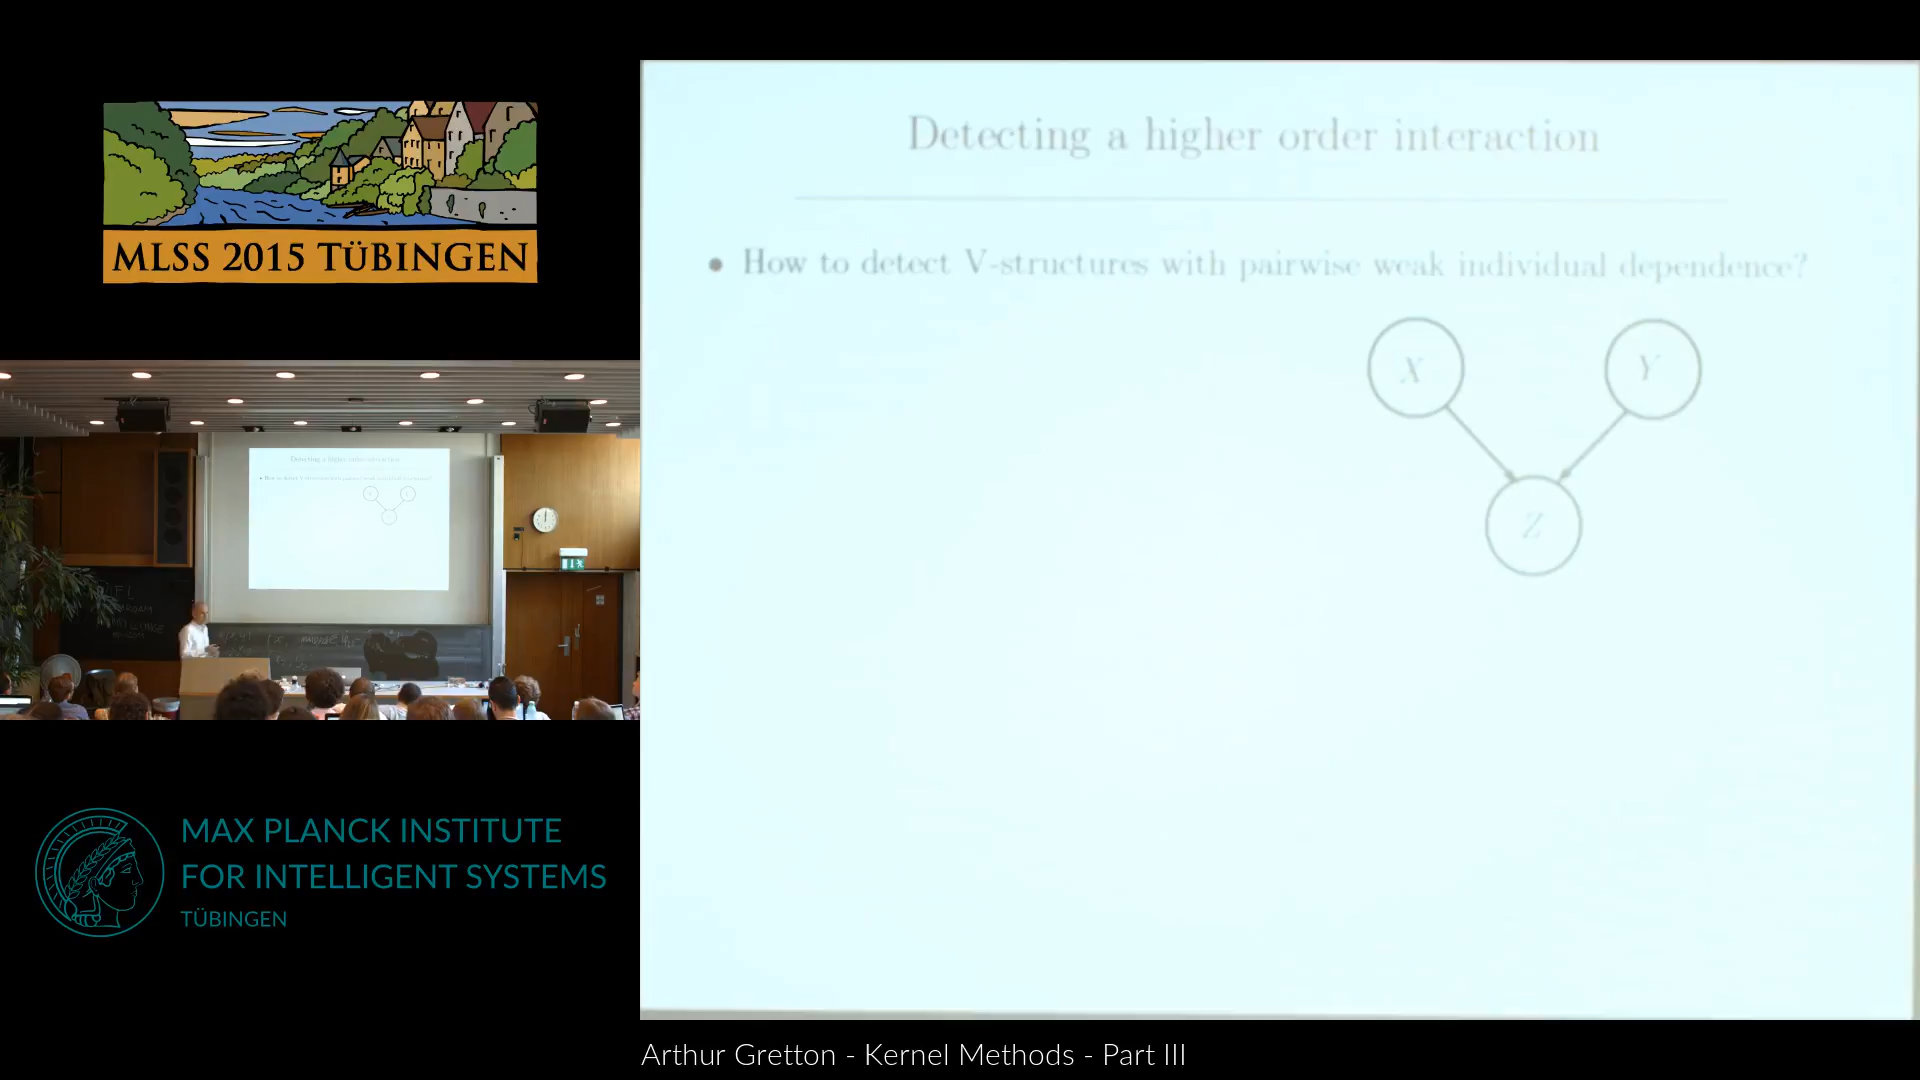 MLSS 2015 TÜBINGEN
Detecting a higher order interaction
• How to detect V-structures with pairwise weak individual dependence?
X
Y
Z
MAX PLANCK INSTITUTE
FOR INTELLIGENT SYSTEMS
TÜBINGEN
Arthur Gretton - Kernel Methods - Part III